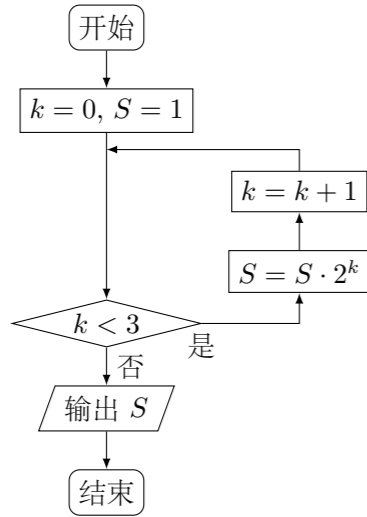 开始
k = 0, S = 1
k = k + 1
S = S · 2^k
k < 3
是
否
输出 S
结束